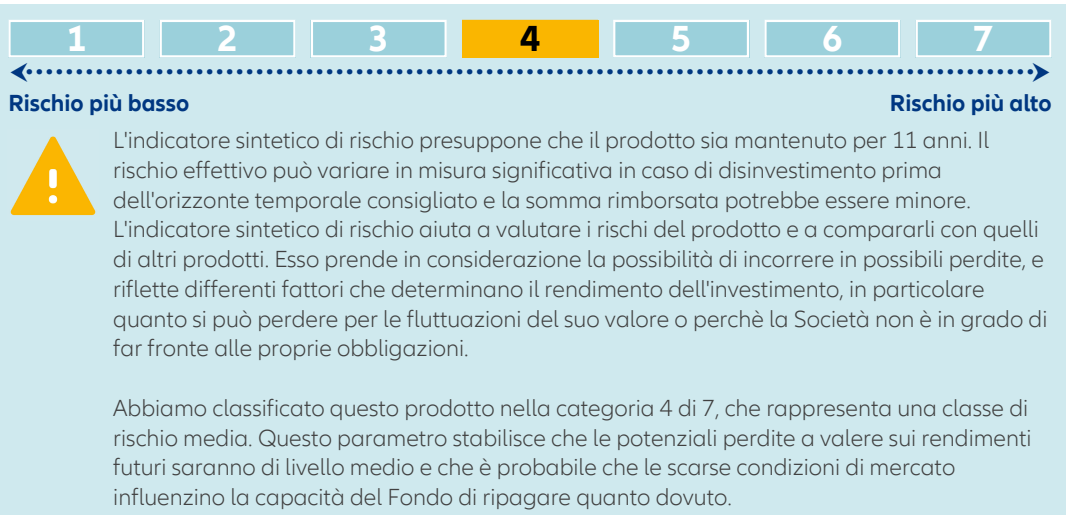 1 2 3 4 5 6 7
Rischio più basso Rischio più alto
L'indicatore sintetico di rischio presuppone che il prodotto sia mantenuto per 11 anni. Il
rischio effettivo può variare in misura significativa in caso di disinvestimento prima
dell'orizzonte temporale consigliato e la somma rimborsata potrebbe essere minore.
L'indicatore sintetico di rischio aiuta a valutare i rischi del prodotto e a compararli con quelli
di altri prodotti. Esso prende in considerazione la possibilità di incorrere in possibili perdite, e
riflette differenti fattori che determinano il rendimento dell'investimento, in particolare
quanto si può perdere per le fluttuazioni del suo valore o perchè la Società non è in grado di
far fronte alle proprie obbligazioni.
Abbiamo classificato questo prodotto nella categoria 4 di 7, che rappresenta una classe di
rischio media. Questo parametro stabilisce che le potenziali perdite a valere sui rendimenti
futuri saranno di livello medio e che è probabile che le scarse condizioni di mercato
influenzino la capacità del Fondo di ripagare quanto dovuto.